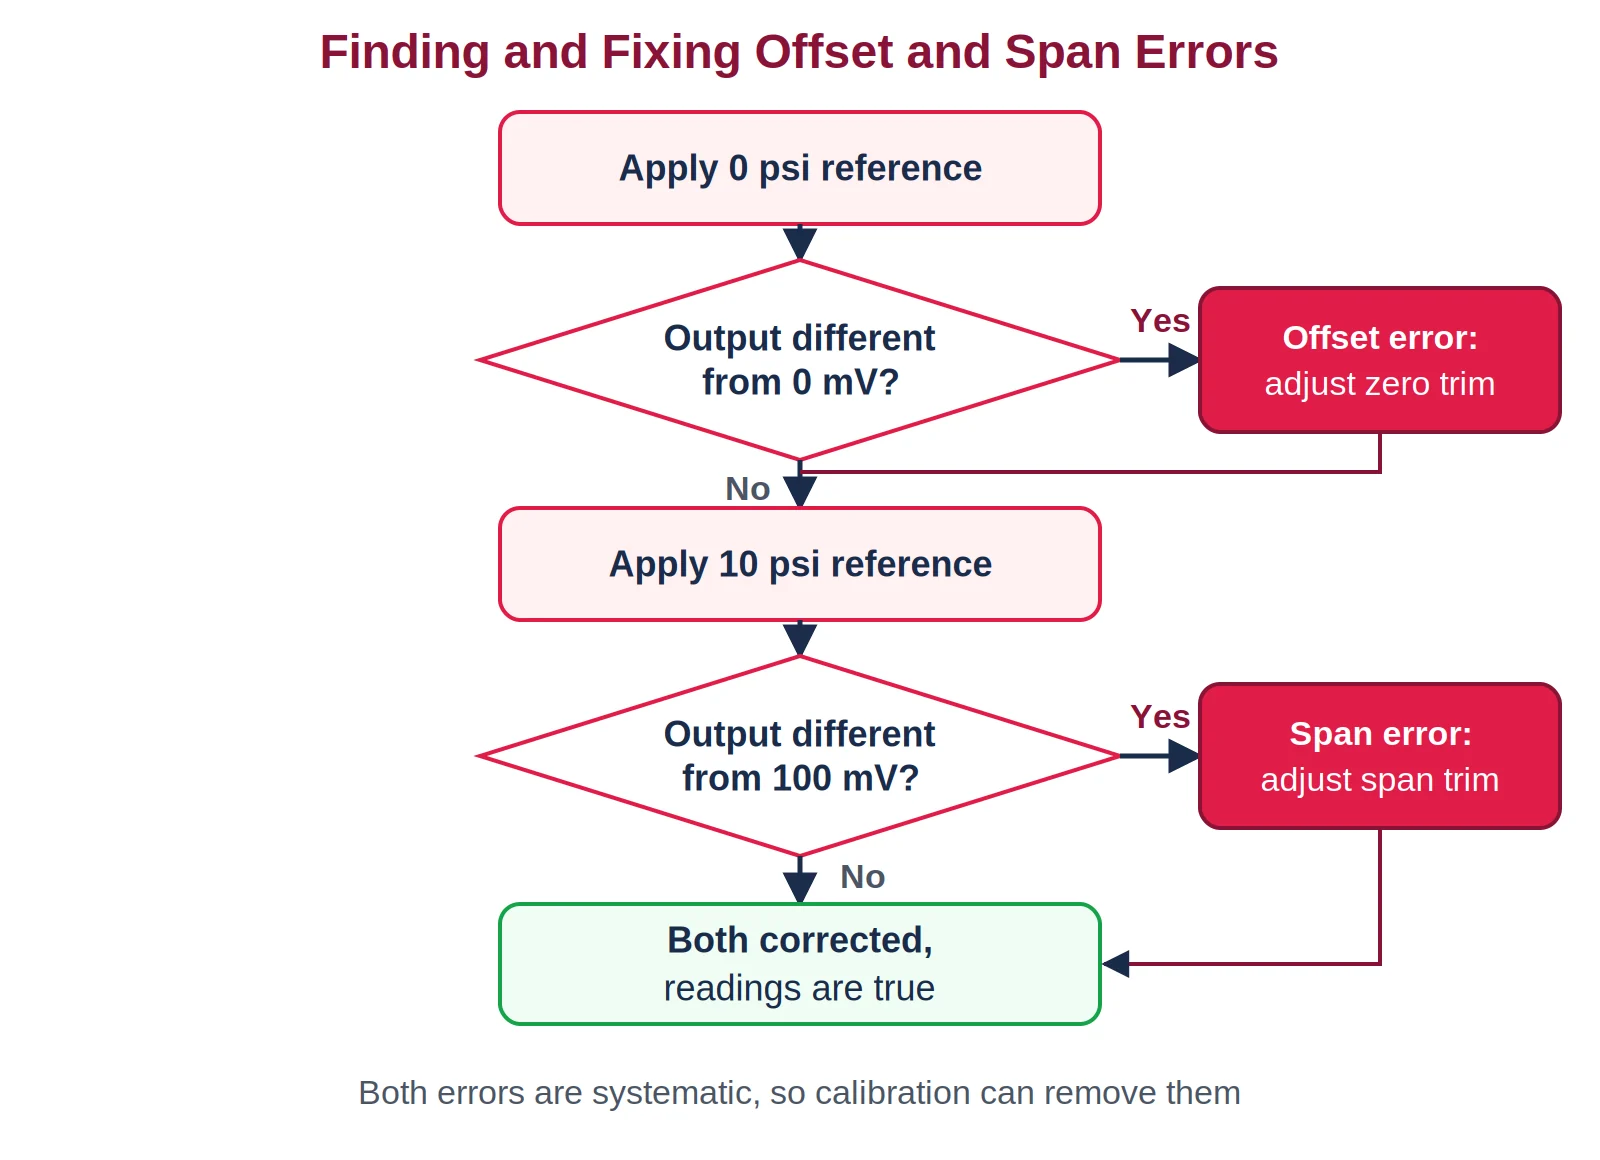 Finding and Fixing Offset and Span Errors
Apply 0 psi reference
Output different
from 0 mV?
Yes
Offset error:
adjust zero trim
No
Apply 10 psi reference
Output different
from 100 mV?
Yes
Span error:
adjust span trim
No
Both corrected,
readings are true
Both errors are systematic, so calibration can remove them